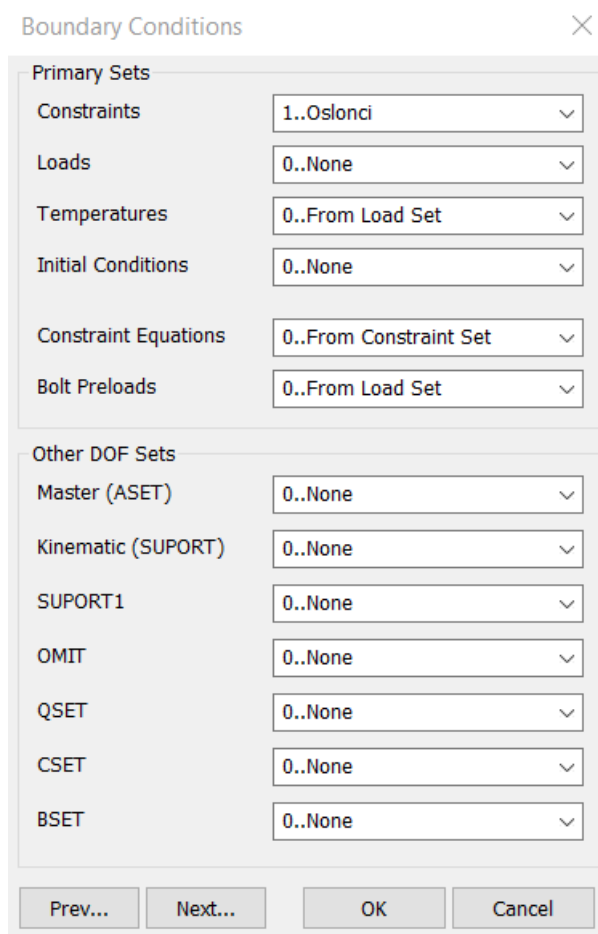 Boundary Conditions
Primary Sets
Constraints 1..Oslonci
Loads 0..None
Temperatures 0..From Load Set
Initial Conditions 0..None
Constraint Equations 0..From Constraint Set
Bolt Preloads 0..From Load Set
Other DOF Sets
Master (ASET) 0..None
Kinematic (SUPORT) 0..None
SUPORT1 0..None
OMIT 0..None
QSET 0..None
CSET 0..None
BSET 0..None
Prev... Next... OK Cancel